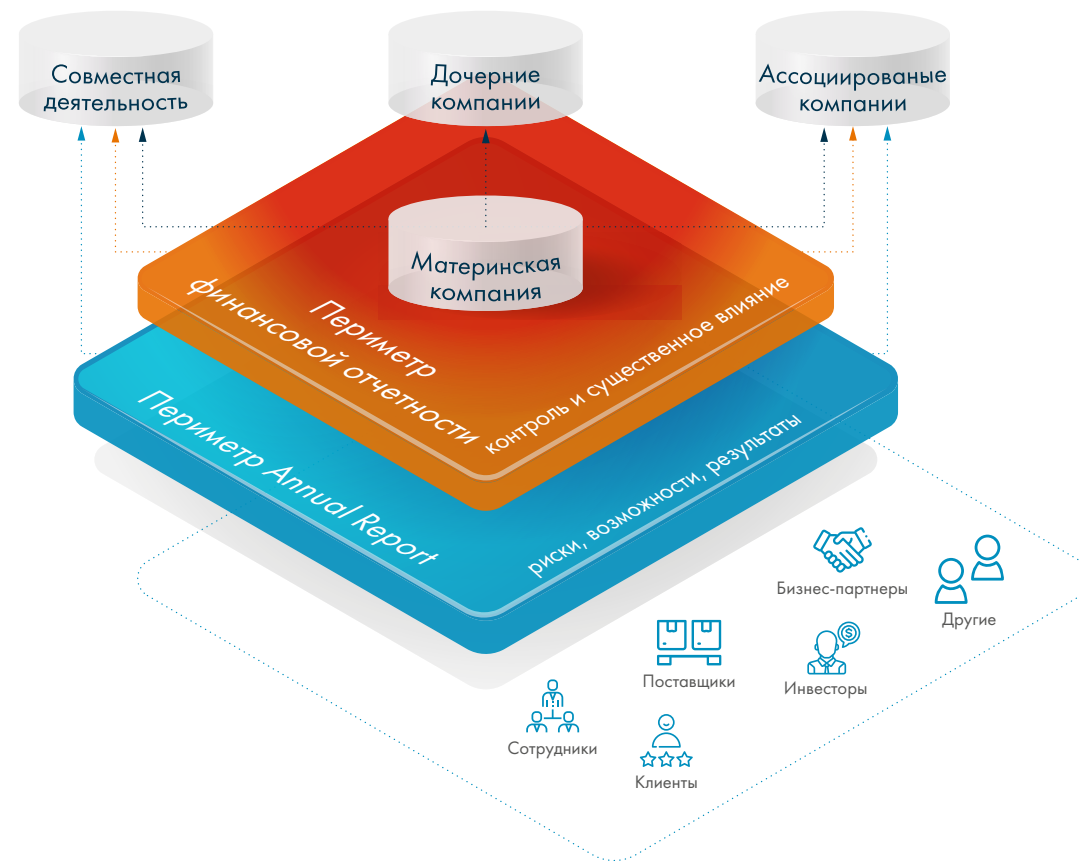 Совместная
деятельность
Дочерние
компании
Ассоциированые
компании
Материнская
компания
Периметр
финансовой отчетности
контроль и существенное влияние
Периметр Annual Report
риски, возможности, результаты
Бизнес-партнеры
Другие
Поставщики
Инвесторы
Сотрудники
Клиенты